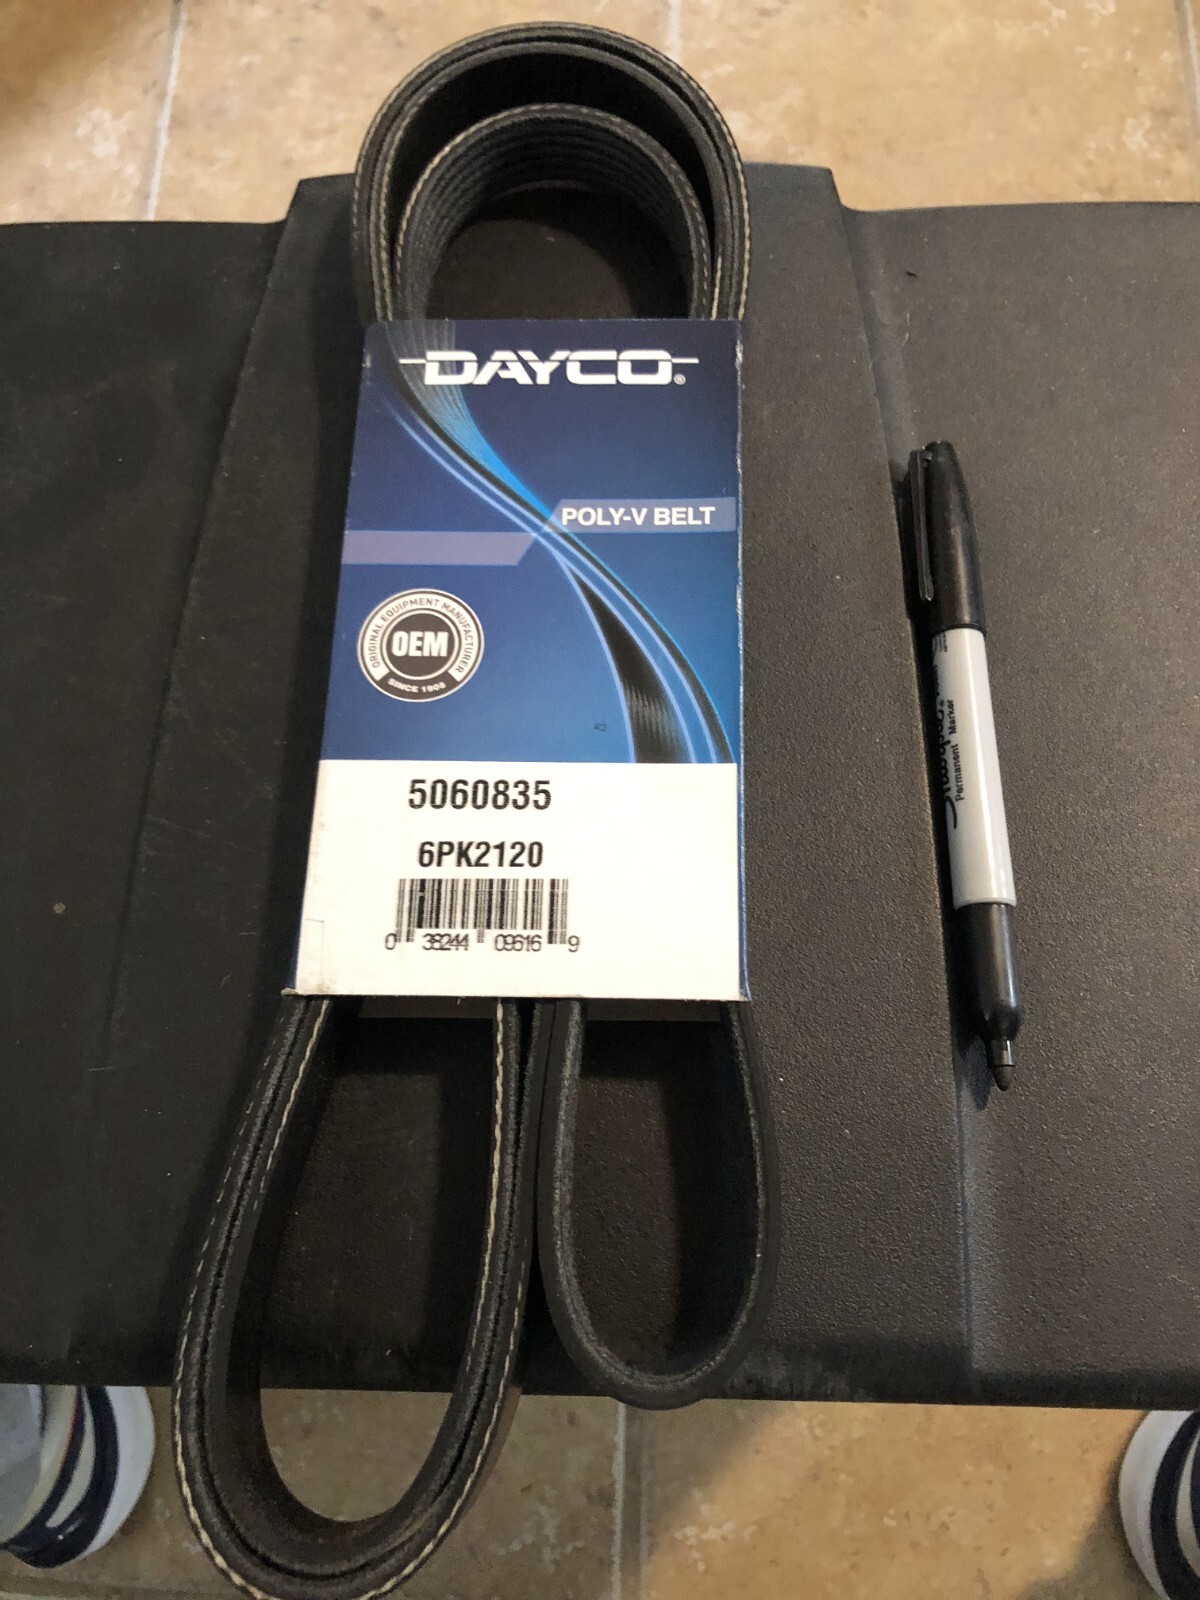 DAYCO®
POLY-V BELT
ORIGINAL EQUIPMENT MANUFACTURER
OEM
SINCE 1905
5060835
6PK2120
0 38244 09616 9
Sharpie®
Permanent Marker